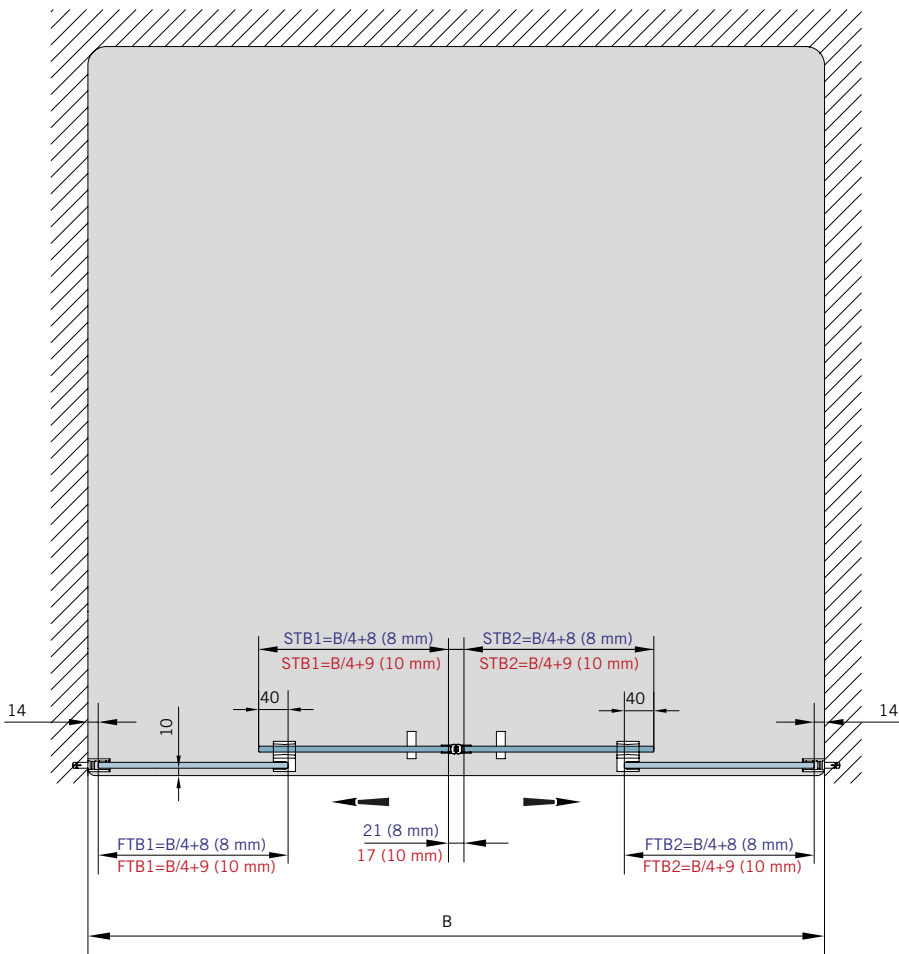 STB1=B/4+8 (8 mm)
STB2=B/4+8 (8 mm)
STB1=B/4+9 (10 mm)
STB2=B/4+9 (10 mm)
40
40
14
10
14
21 (8 mm)
17 (10 mm)
FTB1=B/4+8 (8 mm)
FTB2=B/4+8 (8 mm)
FTB1=B/4+9 (10 mm)
FTB2=B/4+9 (10 mm)
B